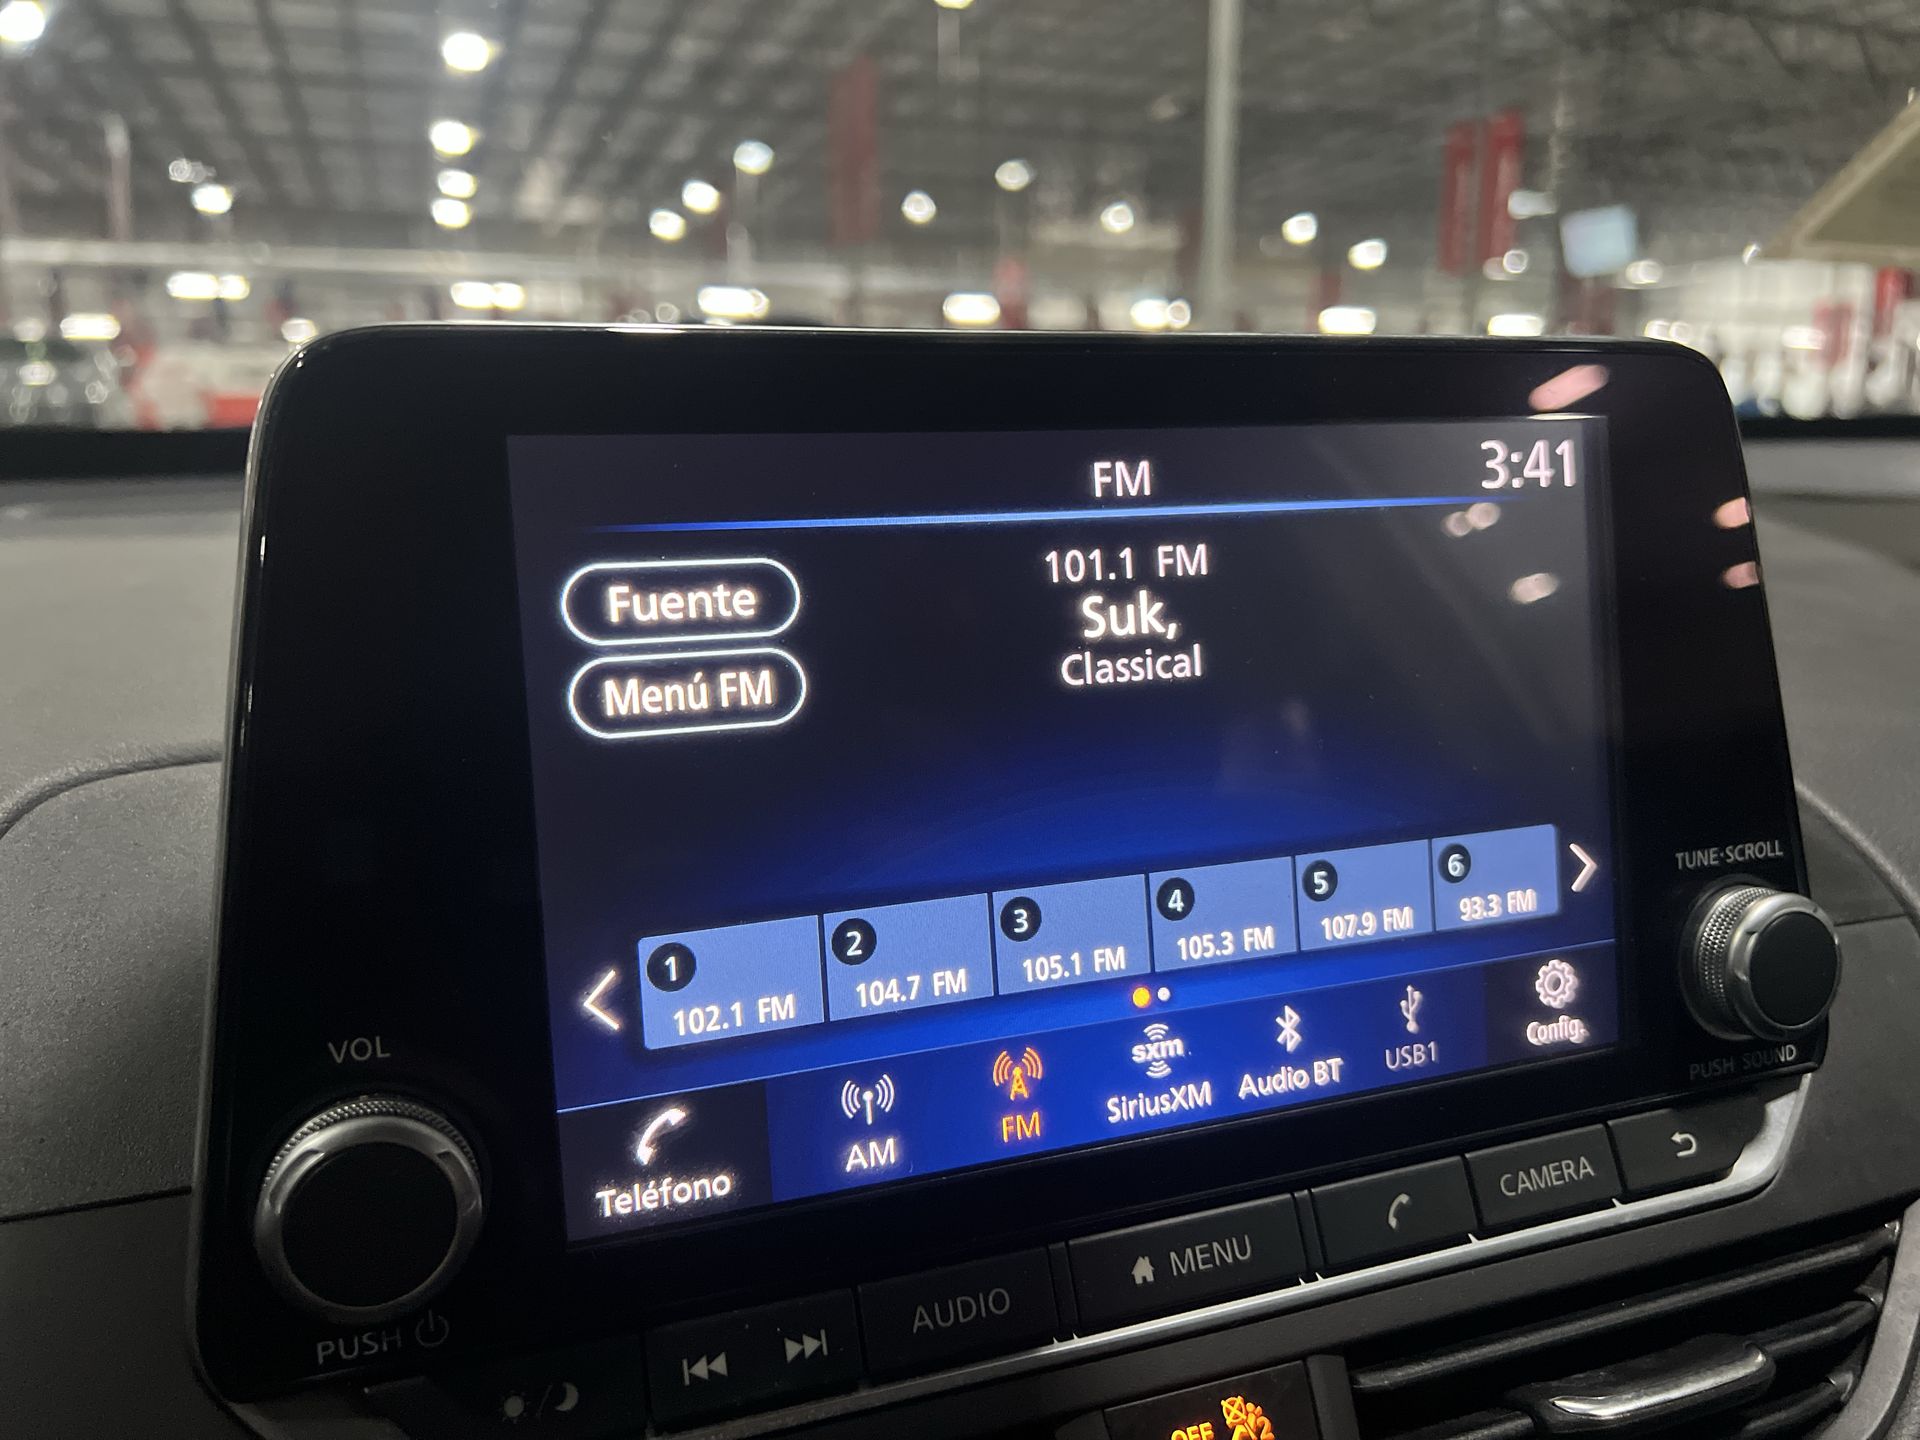 FM
3:41
101.1 FM
Suk,
Classical
Fuente
Menú FM
1
102.1 FM
2
104.7 FM
3
105.1 FM
4
105.3 FM
5
107.9 FM
6
93.3 FM
Teléfono
AM
FM
sxm
SiriusXM
Audio BT
USB1
Config.
VOL
PUSH
TUNE·SCROLL
PUSH SOUND
AUDIO
MENU
CAMERA
OFF
2